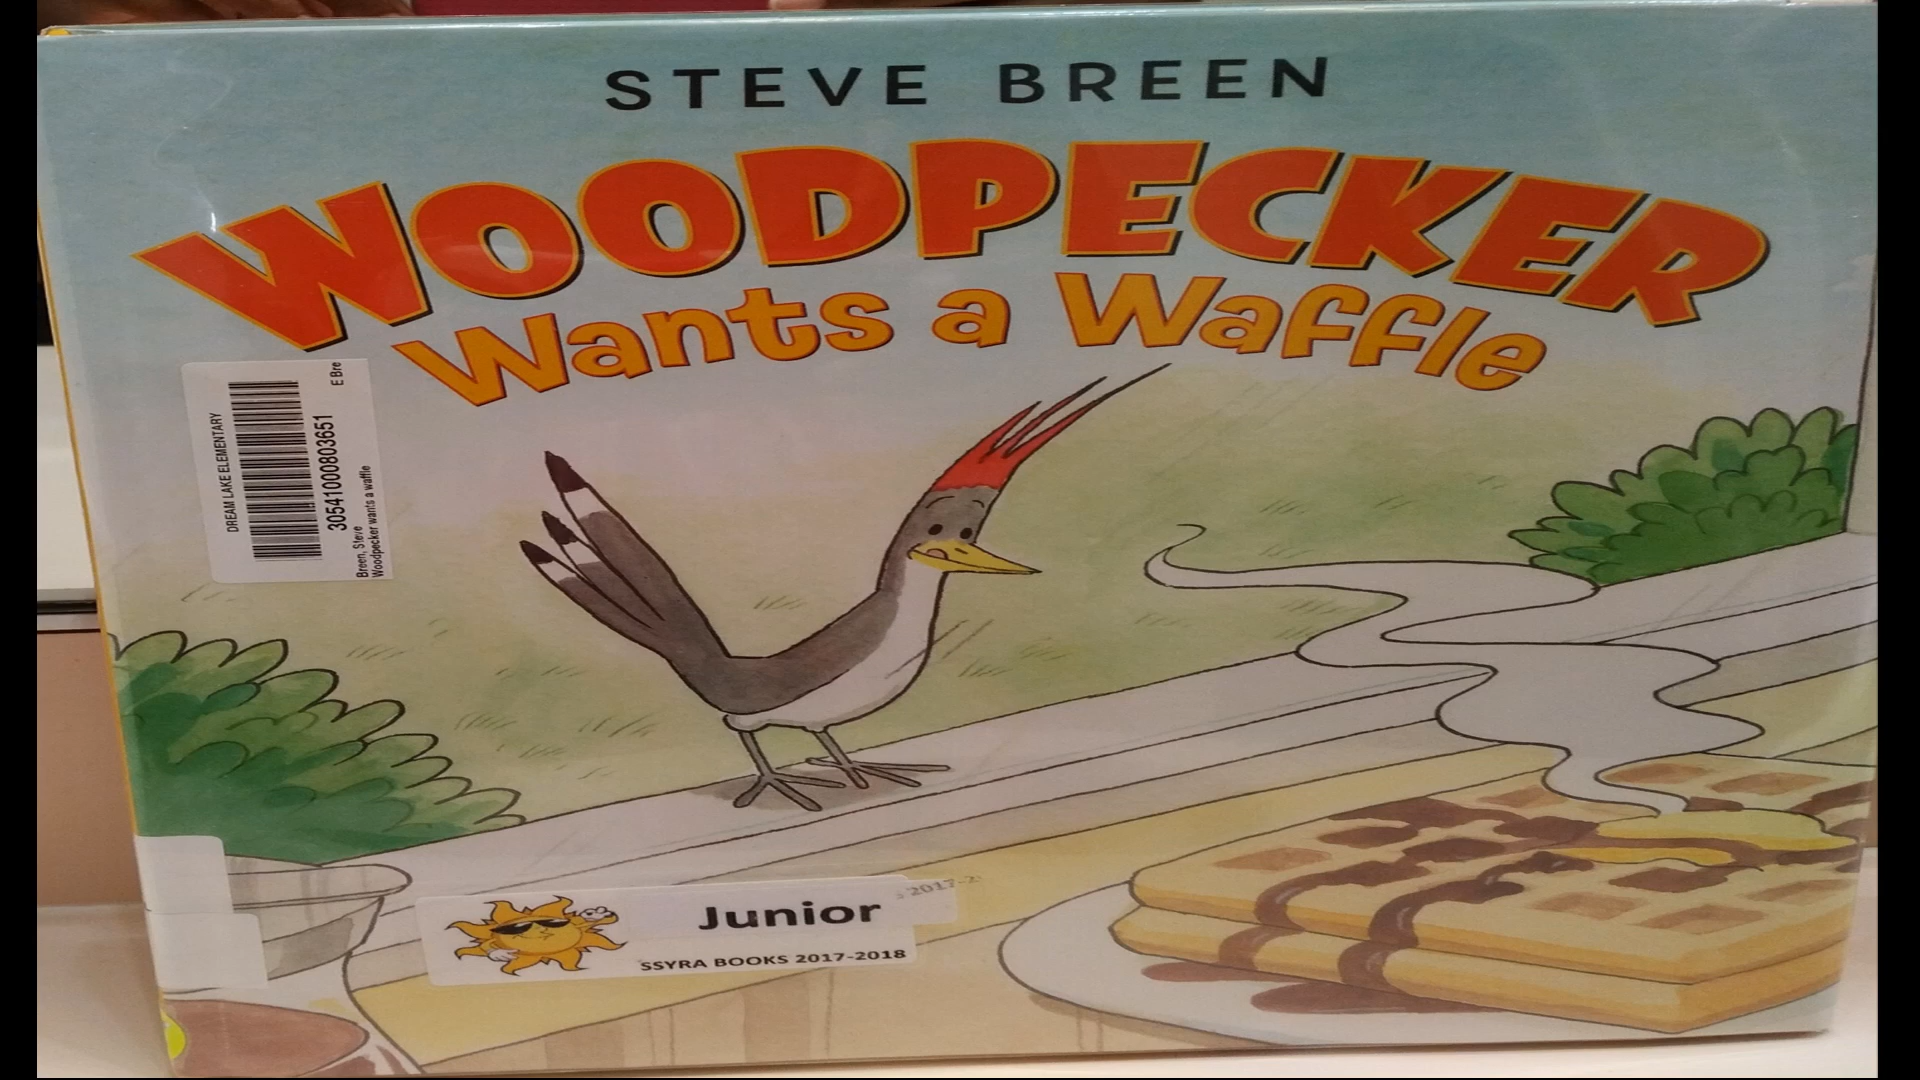 STEVE BREEN
WOODPECKER
Wants a Waffle
DREAM LAKE ELEMENTARY
30541000803651
E Bre
Breen, Steve
Woodpecker wants a waffle
Junior
SSYRA BOOKS 2017-2018